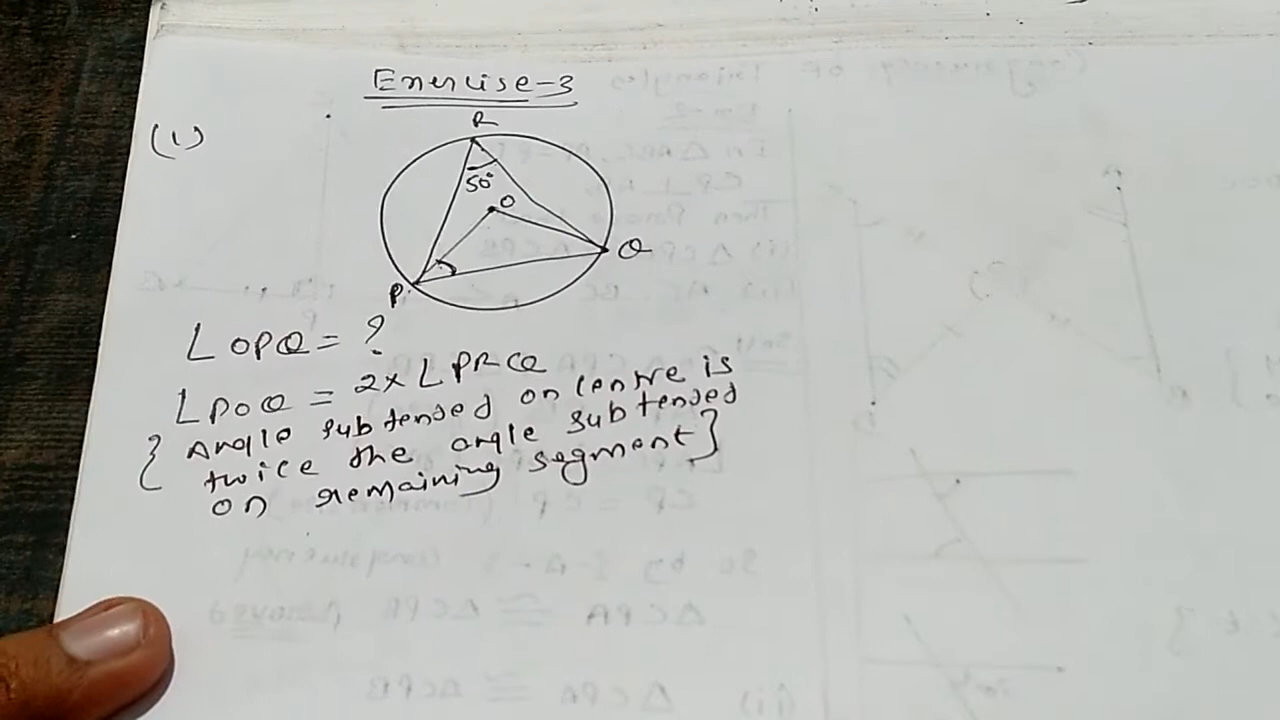 Exercise-3
(1)
R
50°
O
Q
P
∠OPQ = ?
∠POQ = 2x ∠PRQ
{ Angle subtended on centre is
twice the angle subtended
on remaining segment }